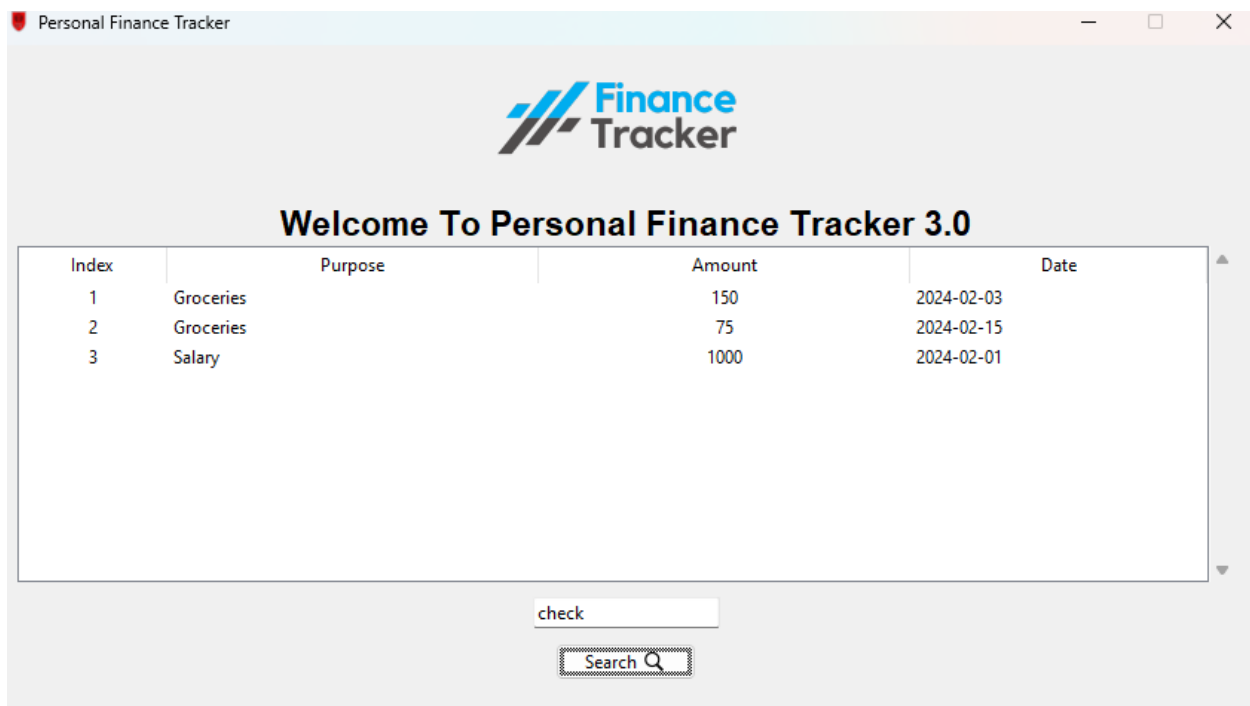 Personal Finance Tracker
Finance
Tracker
Welcome To Personal Finance Tracker 3.0
Index Purpose Amount Date
1 Groceries 150 2024-02-03
2 Groceries 75 2024-02-15
3 Salary 1000 2024-02-01
check
Search